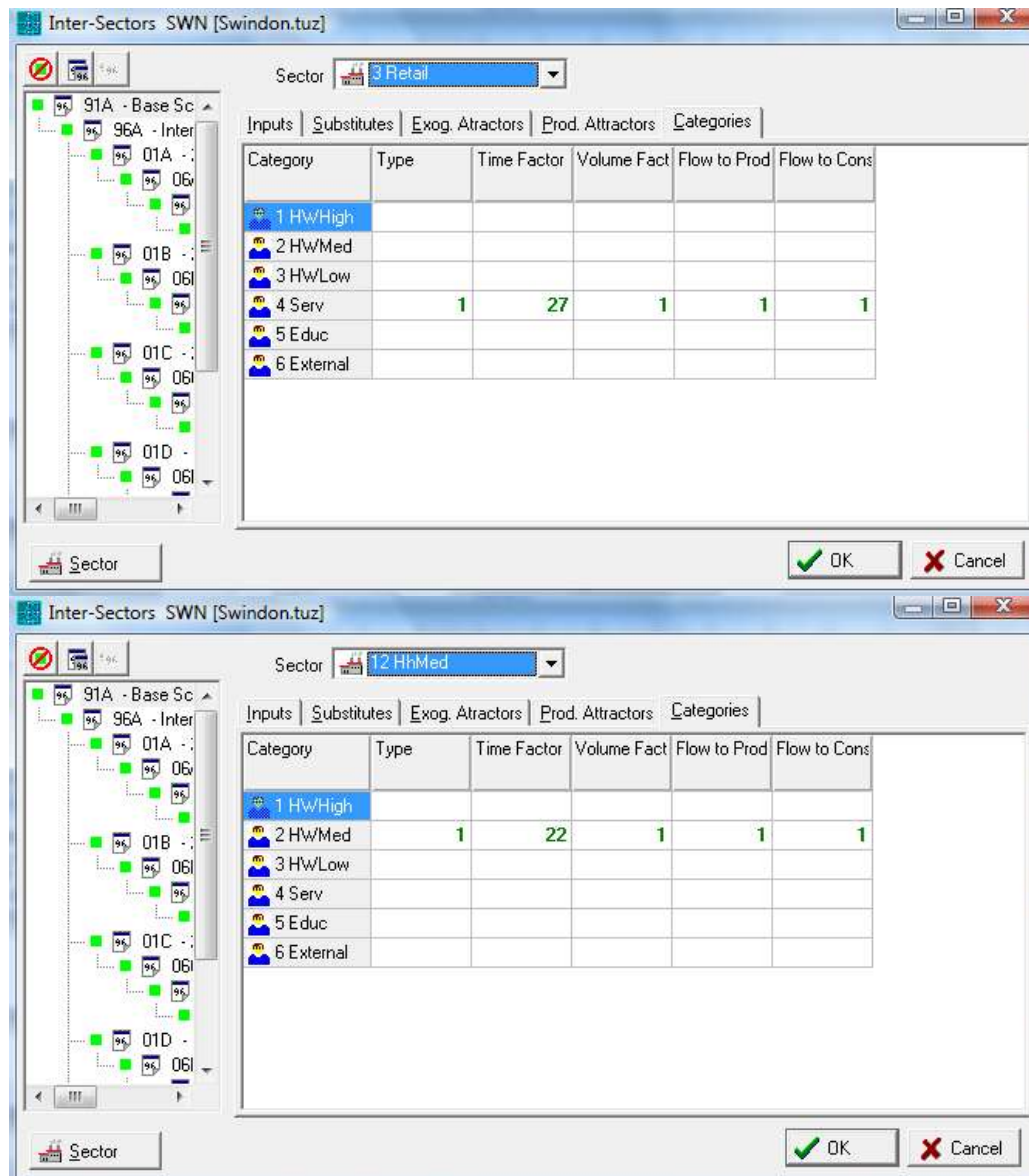 Inter-Sectors SWN [Swindon.tuz]
Sector 3 Retail
91A - Base Sc
96A - Inter
01A - :
06
01B - :
06
01C - :
06
01D -
06
Inputs Substitutes Exog. Atractors Prod. Attractors Categories
Category Type Time Factor Volume Fact Flow to Prod Flow to Cons
1 HWHigh
2 HWMed
3 HWLow
4 Serv 1 27 1 1 1
5 Educ
6 External
Sector OK Cancel
Inter-Sectors SWN [Swindon.tuz]
Sector 12 HhMed
91A - Base Sc
96A - Inter
01A - :
06
01B - :
06
01C - :
06
01D -
06
Inputs Substitutes Exog. Atractors Prod. Attractors Categories
Category Type Time Factor Volume Fact Flow to Prod Flow to Cons
1 HWHigh
2 HWMed 1 22 1 1 1
3 HWLow
4 Serv
5 Educ
6 External
Sector OK Cancel